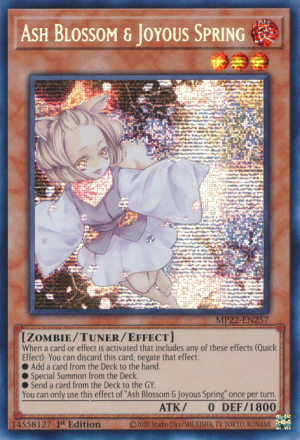 ASH BLOSSOM & JOYOUS SPRING
MP22-EN257
[ZOMBIE/TUNER/EFFECT]
When a card or effect is activated that includes any of these effects (Quick
Effect): You can discard this card; negate that effect.
● Add a card from the Deck to the hand.
● Special Summon from the Deck.
● Send a card from the Deck to the GY.
You can only use this effect of "Ash Blossom & Joyous Spring" once per turn.
ATK/ 0 DEF/1800
14558127 1st Edition ©2020 Studio Dice/SHUEISHA, TV TOKYO, KONAMI